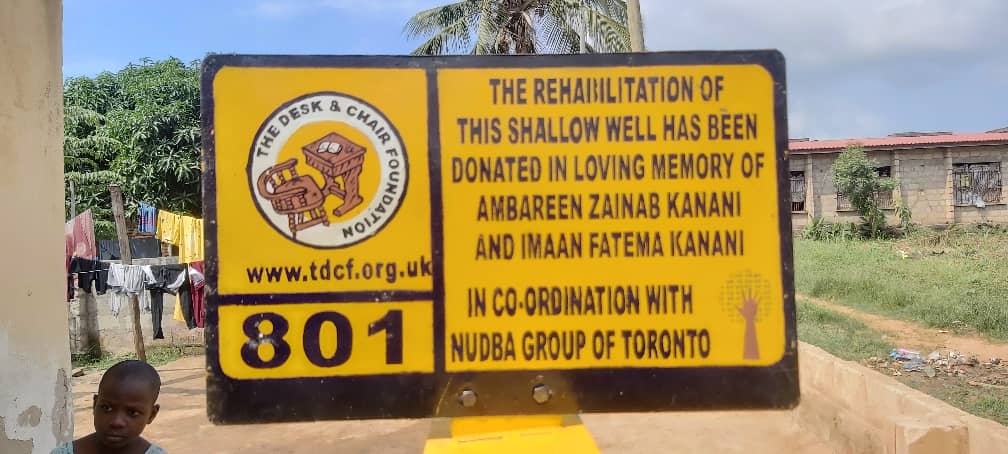 THE DESK & CHAIR FOUNDATION
www.tdcf.org.uk
801
THE REHABILITATION OF
THIS SHALLOW WELL HAS BEEN
DONATED IN LOVING MEMORY OF
AMBAREEN ZAINAB KANANI
AND IMAAN FATEMA KANANI
IN CO-ORDINATION WITH
NUDBA GROUP OF TORONTO